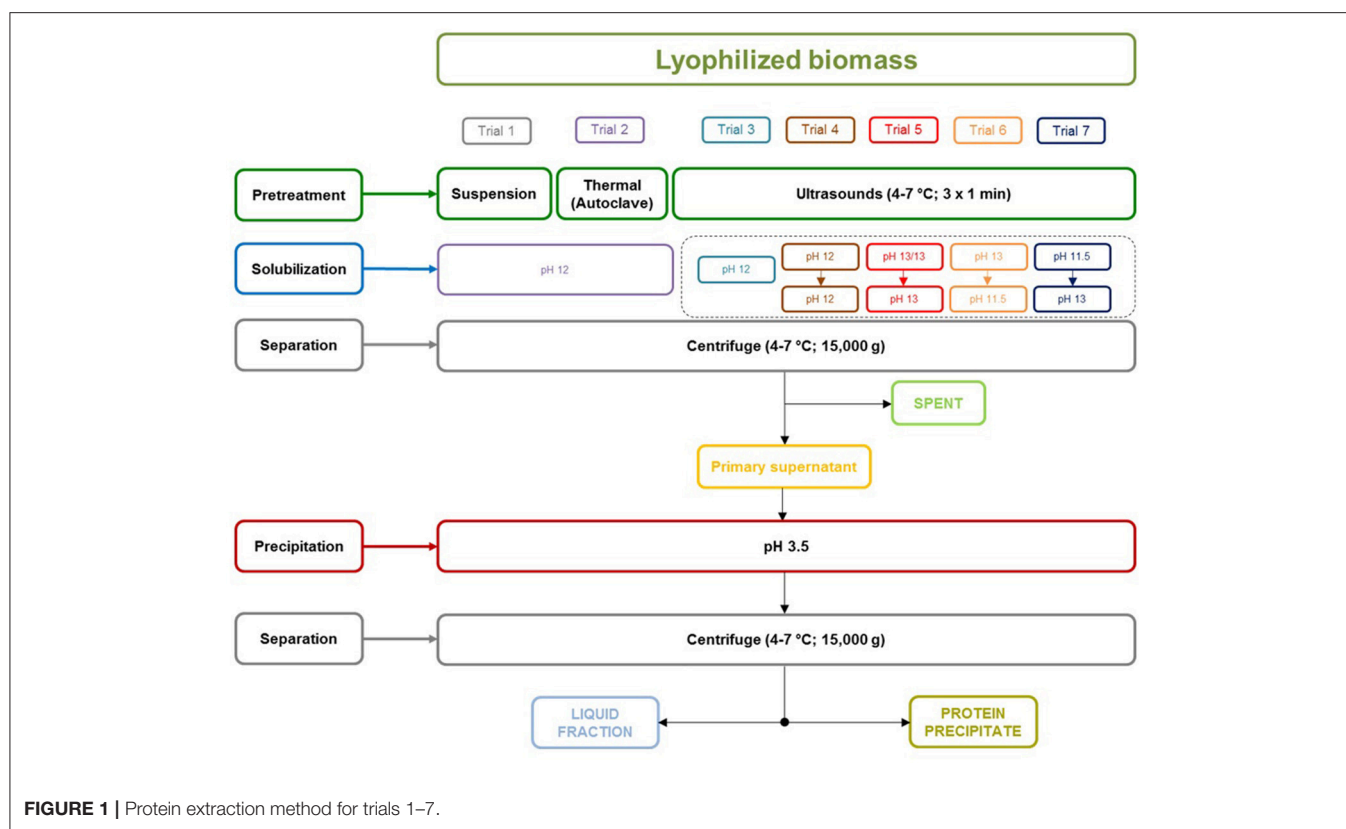 Lyophilized biomass
Trial 1
Trial 2
Trial 3
Trial 4
Trial 5
Trial 6
Trial 7
Pretreatment
Suspension
Thermal
(Autoclave)
Ultrasounds (4-7 °C; 3 x 1 min)
Solubilization
pH 12
pH 12
pH 12
pH 13/13
pH 13
pH 11.5
pH 12
pH 13
pH 11.5
pH 13
Separation
Centrifuge (4-7 °C; 15,000 g)
SPENT
Primary supernatant
Precipitation
pH 3.5
Separation
Centrifuge (4-7 °C; 15,000 g)
LIQUID
FRACTION
PROTEIN
PRECIPITATE
FIGURE 1 | Protein extraction method for trials 1–7.